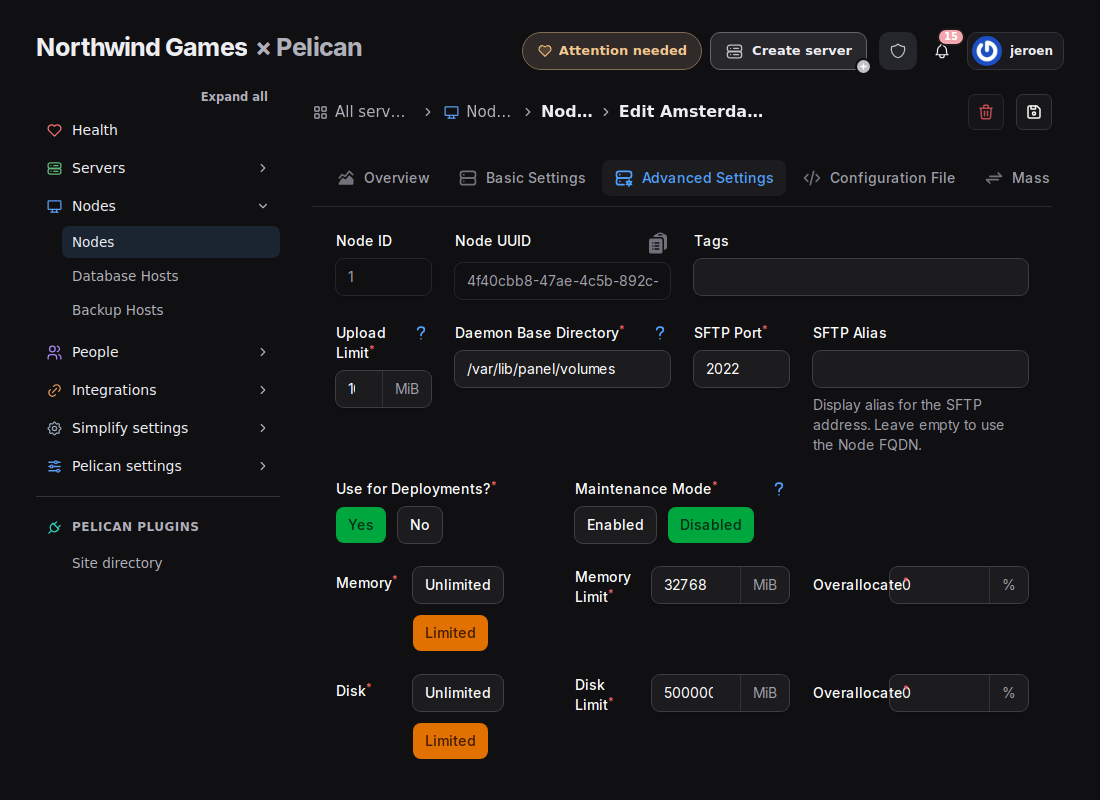 Northwind Games × Pelican
Attention needed
Create server
15
jeroen
Expand all
Health
Servers
Nodes
Nodes
Database Hosts
Backup Hosts
People
Integrations
Simplify settings
Pelican settings
PELICAN PLUGINS
Site directory
All serv... > Nod... > Nod... > Edit Amsterda...
Overview
Basic Settings
Advanced Settings
Configuration File
Mass
Node ID
1
Node UUID
4f40cbb8-47ae-4c5b-892c-
Tags
Upload
Limit*
?
MiB
Daemon Base Directory*
?
/var/lib/panel/volumes
SFTP Port*
2022
SFTP Alias
Display alias for the SFTP
address. Leave empty to use
the Node FQDN.
Use for Deployments?*
Yes
No
Maintenance Mode*
?
Enabled
Disabled
Memory*
Unlimited
Limited
Memory
Limit*
32768
MiB
Overallocate*
0
%
Disk*
Unlimited
Limited
Disk
Limit*
50000
MiB
Overallocate*
0
%